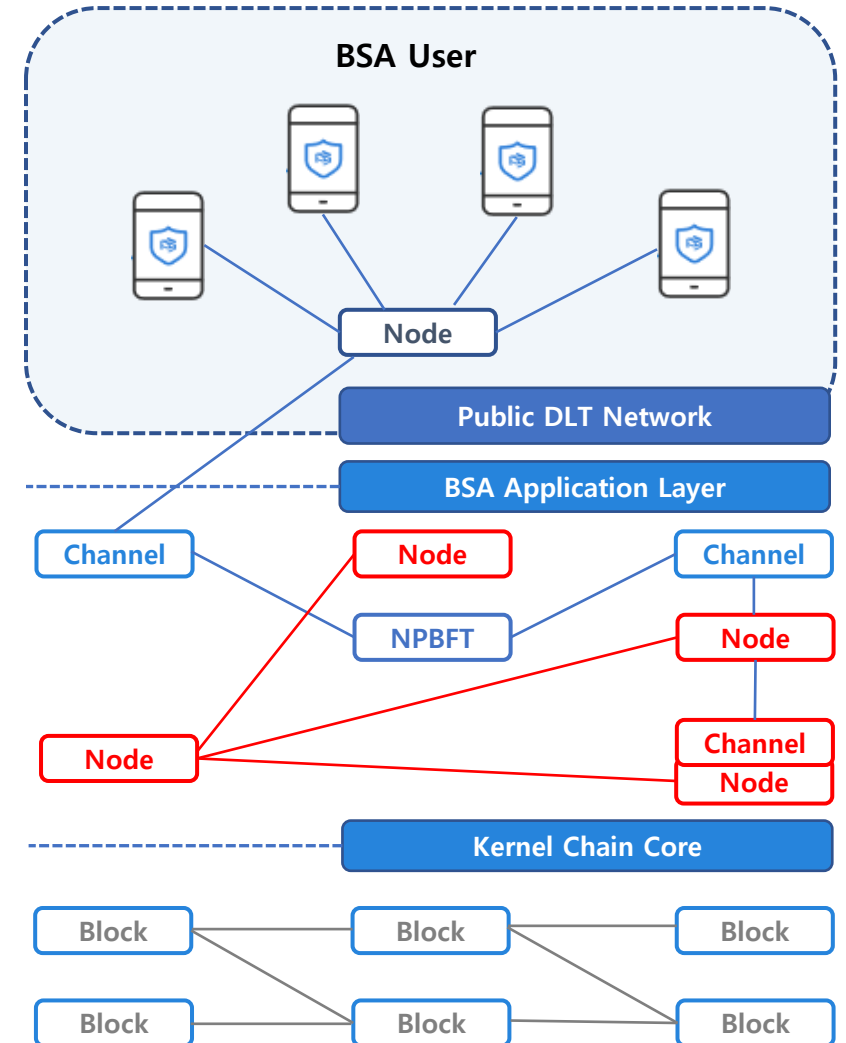 BSA User
Node
Public DLT Network
BSA Application Layer
Channel
Node
Channel
NPBFT
Node
Node
Channel
Node
Kernel Chain Core
Block
Block
Block
Block
Block
Block